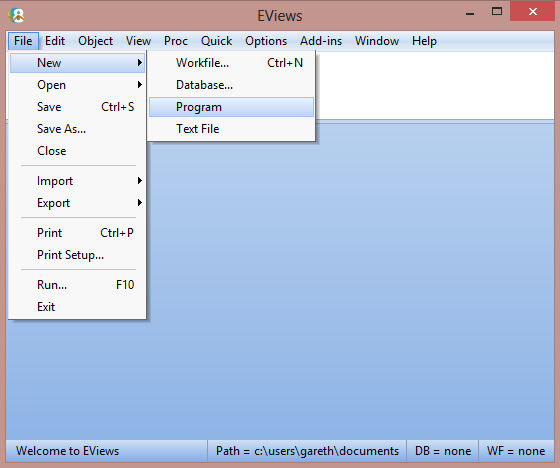 EViews
File Edit Object View Proc Quick Options Add-ins Window Help
New
Open
Save Ctrl+S
Save As...
Close
Import
Export
Print Ctrl+P
Print Setup...
Run... F10
Exit
Workfile... Ctrl+N
Database...
Program
Text File
Welcome to EViews Path = c:\users\gareth\documents DB = none WF = none